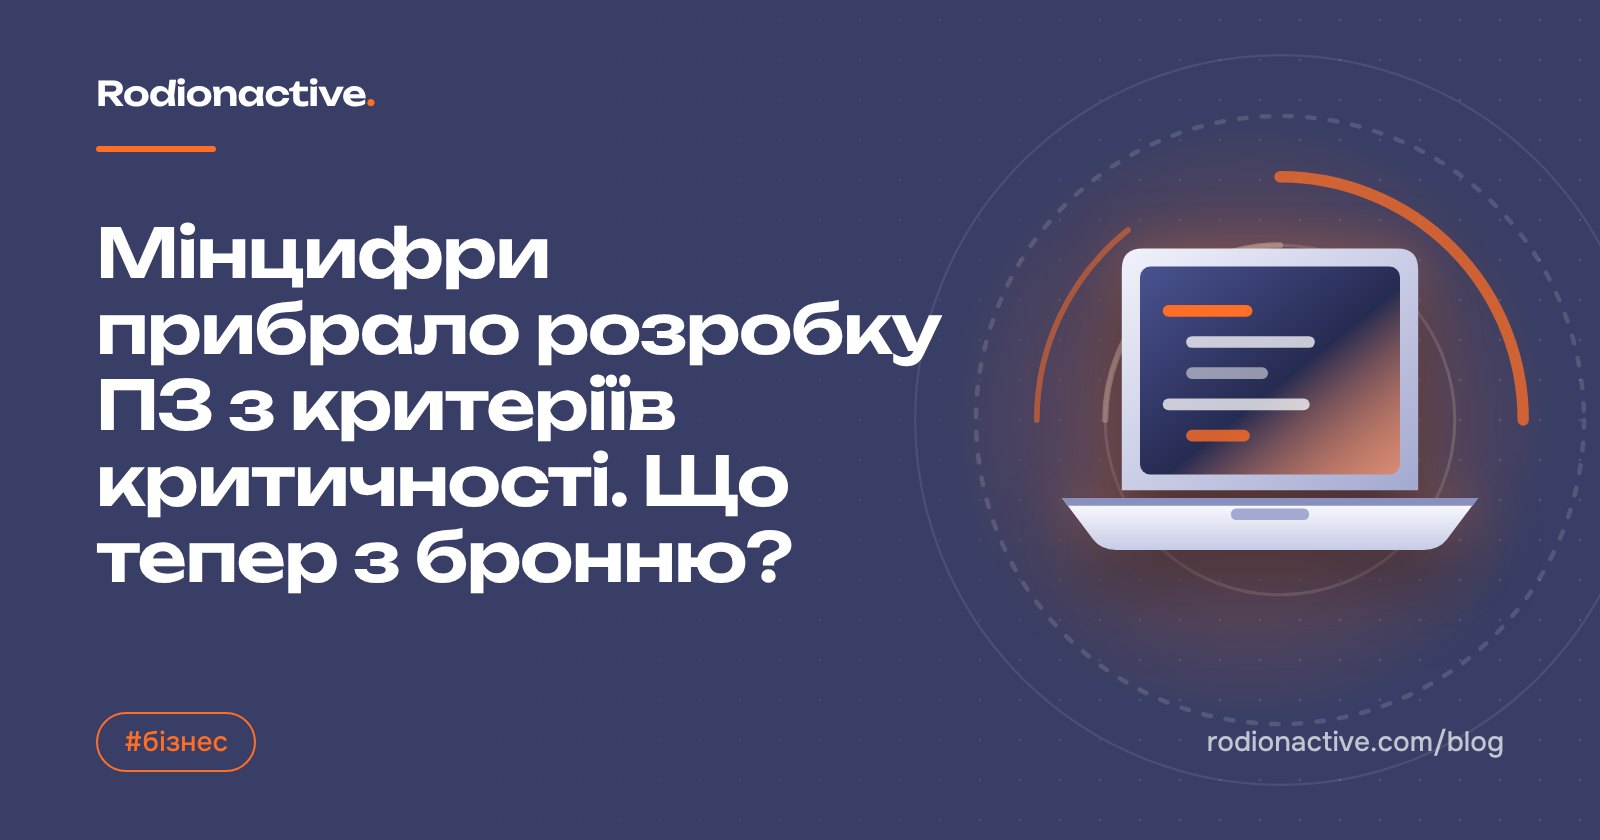 Rodionactive.
Мінцифри
прибрало розробку
ПЗ з критеріїв
критичності. Що
тепер з бронню?
#бізнес
rodionactive.com/blog